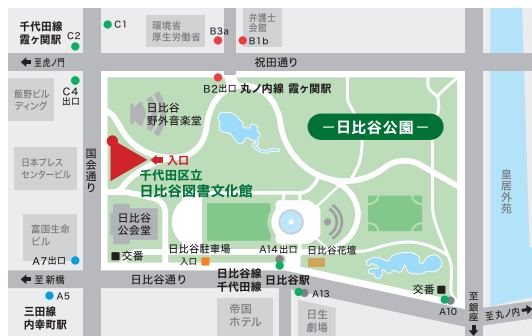 千代田線
霞ヶ関駅
C2
C1
環境省
厚生労働省
B3a
弁護士
会館
B1b
至虎ノ門
祝田通り
飯野ビル
ディング
C4
出口
B2出口
丸ノ内線 霞ヶ関駅
日比谷
野外音楽堂
日比谷公園
国会通り
入口
千代田区立
日比谷図書文化館
日本プレス
センタービル
皇居外苑
富国生命
ビル
日比谷
公会堂
A7出口
交番
日比谷駐車場
入口
A14出口
日比谷花壇
至新橋
日比谷通り
日比谷線
千代田線
日比谷駅
交番
至銀座
至丸ノ内
A5
三田線
内幸町駅
帝国
ホテル
A13
日生
劇場
A10